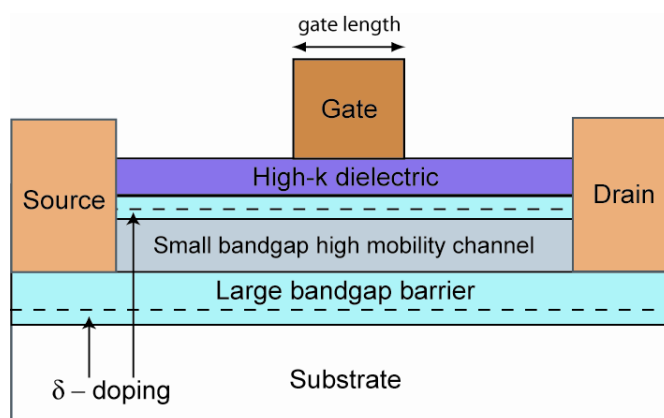 gate length
Gate
High-k dielectric
Source
Drain
Small bandgap high mobility channel
Large bandgap barrier
δ – doping
Substrate